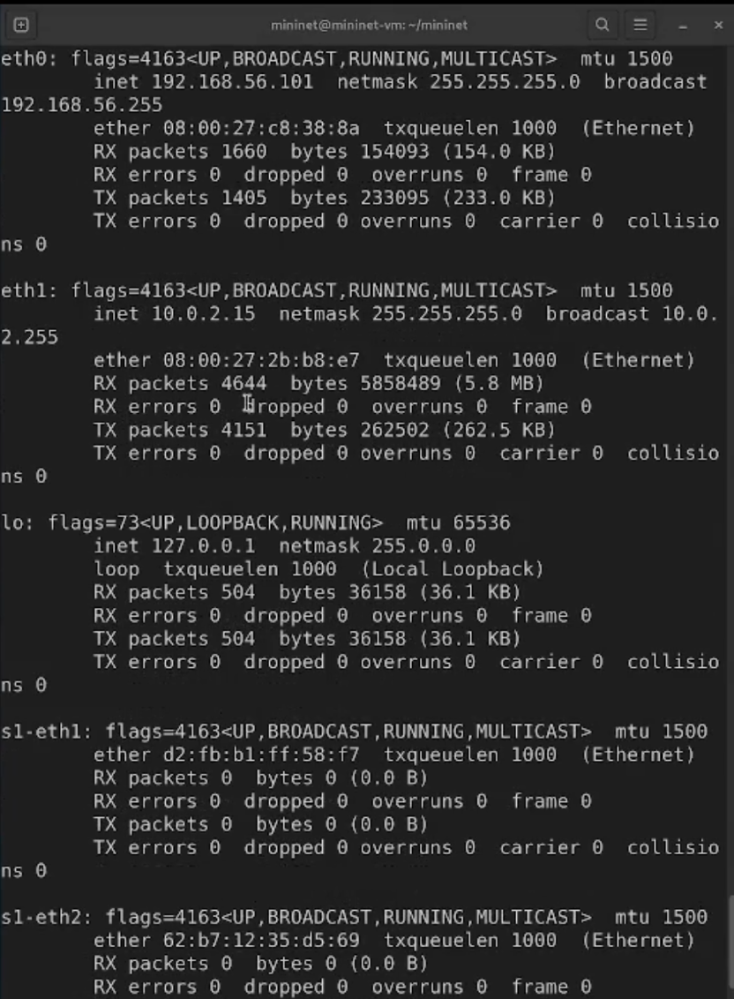 mininet@mininet-vm: ~/mininet
eth0: flags=4163<UP,BROADCAST,RUNNING,MULTICAST>  mtu 1500
        inet 192.168.56.101  netmask 255.255.255.0  broadcast
192.168.56.255
        ether 08:00:27:c8:38:8a  txqueuelen 1000  (Ethernet)
        RX packets 1660  bytes 154093 (154.0 KB)
        RX errors 0  dropped 0  overruns 0  frame 0
        TX packets 1405  bytes 233095 (233.0 KB)
        TX errors 0  dropped 0 overruns 0  carrier 0  collisio
ns 0
eth1: flags=4163<UP,BROADCAST,RUNNING,MULTICAST>  mtu 1500
        inet 10.0.2.15  netmask 255.255.255.0  broadcast 10.0.
2.255
        ether 08:00:27:2b:b8:e7  txqueuelen 1000  (Ethernet)
        RX packets 4644  bytes 5858489 (5.8 MB)
        RX errors 0  dropped 0  overruns 0  frame 0
        TX packets 4151  bytes 262502 (262.5 KB)
        TX errors 0  dropped 0 overruns 0  carrier 0  collisio
ns 0
lo: flags=73<UP,LOOPBACK,RUNNING>  mtu 65536
        inet 127.0.0.1  netmask 255.0.0.0
        loop  txqueuelen 1000  (Local Loopback)
        RX packets 504  bytes 36158 (36.1 KB)
        RX errors 0  dropped 0  overruns 0  frame 0
        TX packets 504  bytes 36158 (36.1 KB)
        TX errors 0  dropped 0 overruns 0  carrier 0  collisio
ns 0
s1-eth1: flags=4163<UP,BROADCAST,RUNNING,MULTICAST>  mtu 1500
        ether d2:fb:b1:ff:58:f7  txqueuelen 1000  (Ethernet)
        RX packets 0  bytes 0 (0.0 B)
        RX errors 0  dropped 0  overruns 0  frame 0
        TX packets 0  bytes 0 (0.0 B)
        TX errors 0  dropped 0 overruns 0  carrier 0  collisio
ns 0
s1-eth2: flags=4163<UP,BROADCAST,RUNNING,MULTICAST>  mtu 1500
        ether 62:b7:12:35:d5:69  txqueuelen 1000  (Ethernet)
        RX packets 0  bytes 0 (0.0 B)
        RX errors 0  dropped 0  overruns 0  frame 0